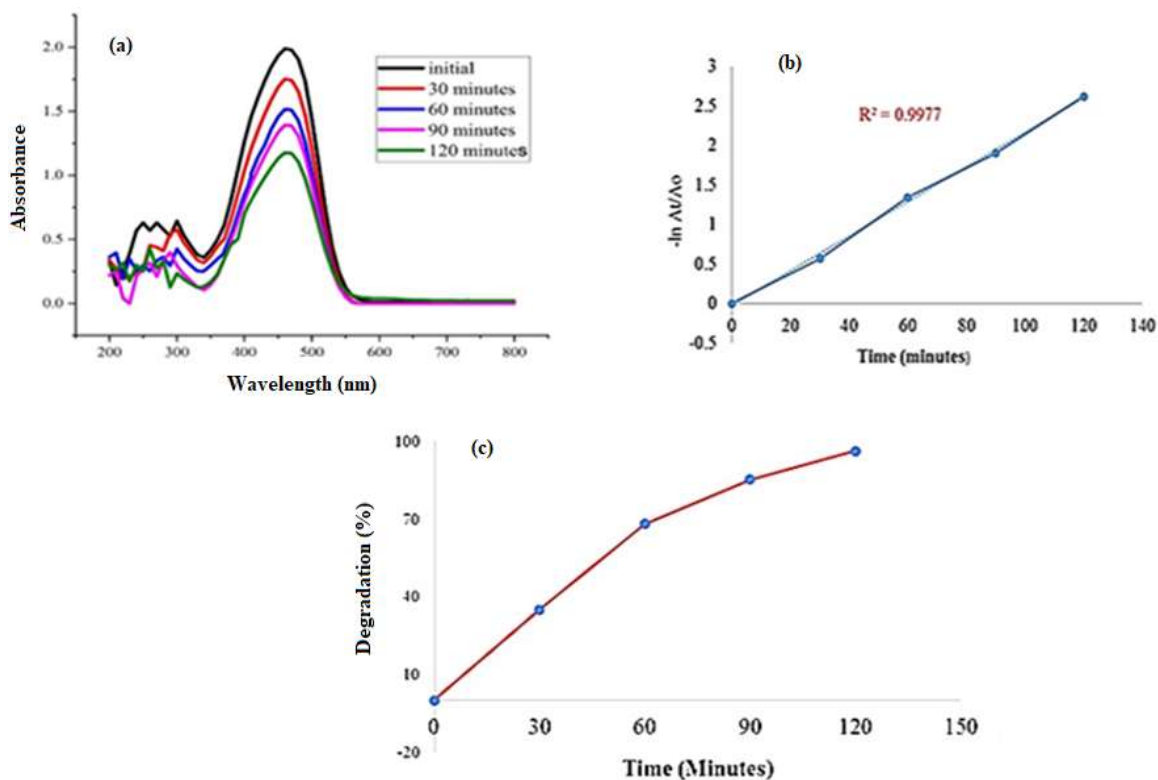 (a)
2.0
1.5
1.0
0.5
0.0
Absorbance
initial
30 minutes
60 minutes
90 minutes
120 minutes
200 300 400 500 600 700 800
Wavelength (nm)
(b)
3
2.5
2
1.5
1
0.5
0
-0.5
-ln At/Ao
R² = 0.9977
0 20 40 60 80 100 120 140
Time (minutes)
(c)
100
70
40
10
-20
Degradation (%)
0 30 60 90 120 150
Time (Minutes)